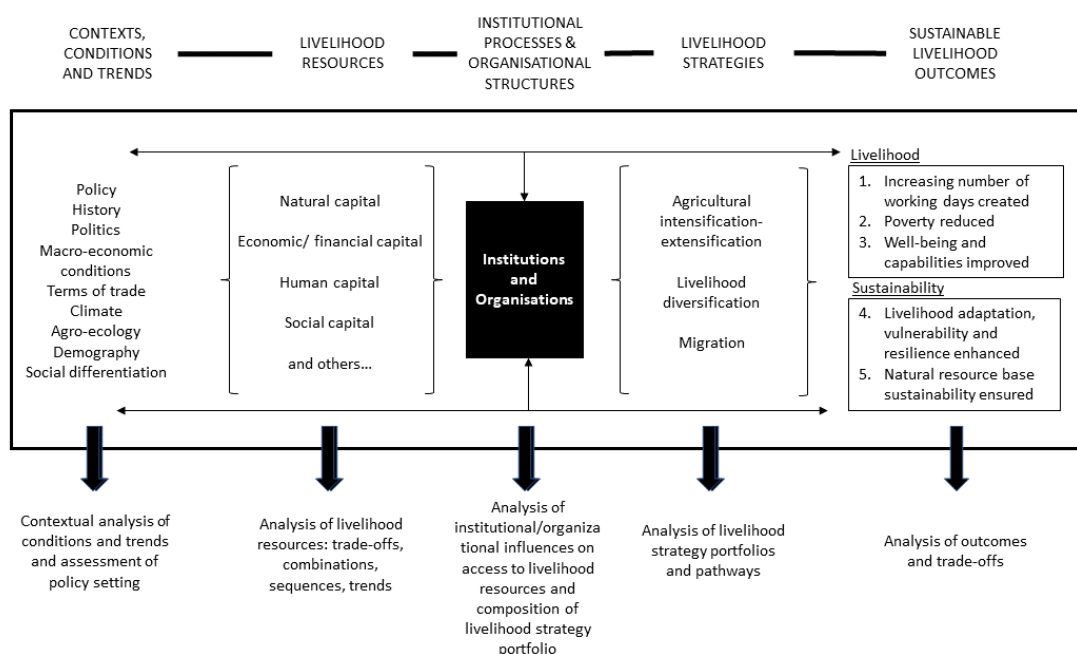 CONTEXTS,
CONDITIONS
AND TRENDS
LIVELIHOOD
RESOURCES
INSTITUTIONAL
PROCESSES &
ORGANISATIONAL
STRUCTURES
LIVELIHOOD
STRATEGIES
SUSTAINABLE
LIVELIHOOD
OUTCOMES
Policy
History
Politics
Macro-economic
conditions
Terms of trade
Climate
Agro-ecology
Demography
Social differentiation
Natural capital
Economic/ financial capital
Human capital
Social capital
and others...
Institutions
and
Organisations
Agricultural
intensification-
extensification
Livelihood
diversification
Migration
Livelihood
1. Increasing number of
working days created
2. Poverty reduced
3. Well-being and
capabilities improved
Sustainability
4. Livelihood adaptation,
vulnerability and
resilience enhanced
5. Natural resource base
sustainability ensured
Contextual analysis of
conditions and trends
and assessment of
policy setting
Analysis of livelihood
resources: trade-offs,
combinations,
sequences, trends
Analysis of
institutional/organiza
tional influences on
access to livelihood
resources and
composition of
livelihood strategy
portfolio
Analysis of livelihood
strategy portfolios
and pathways
Analysis of outcomes
and trade-offs